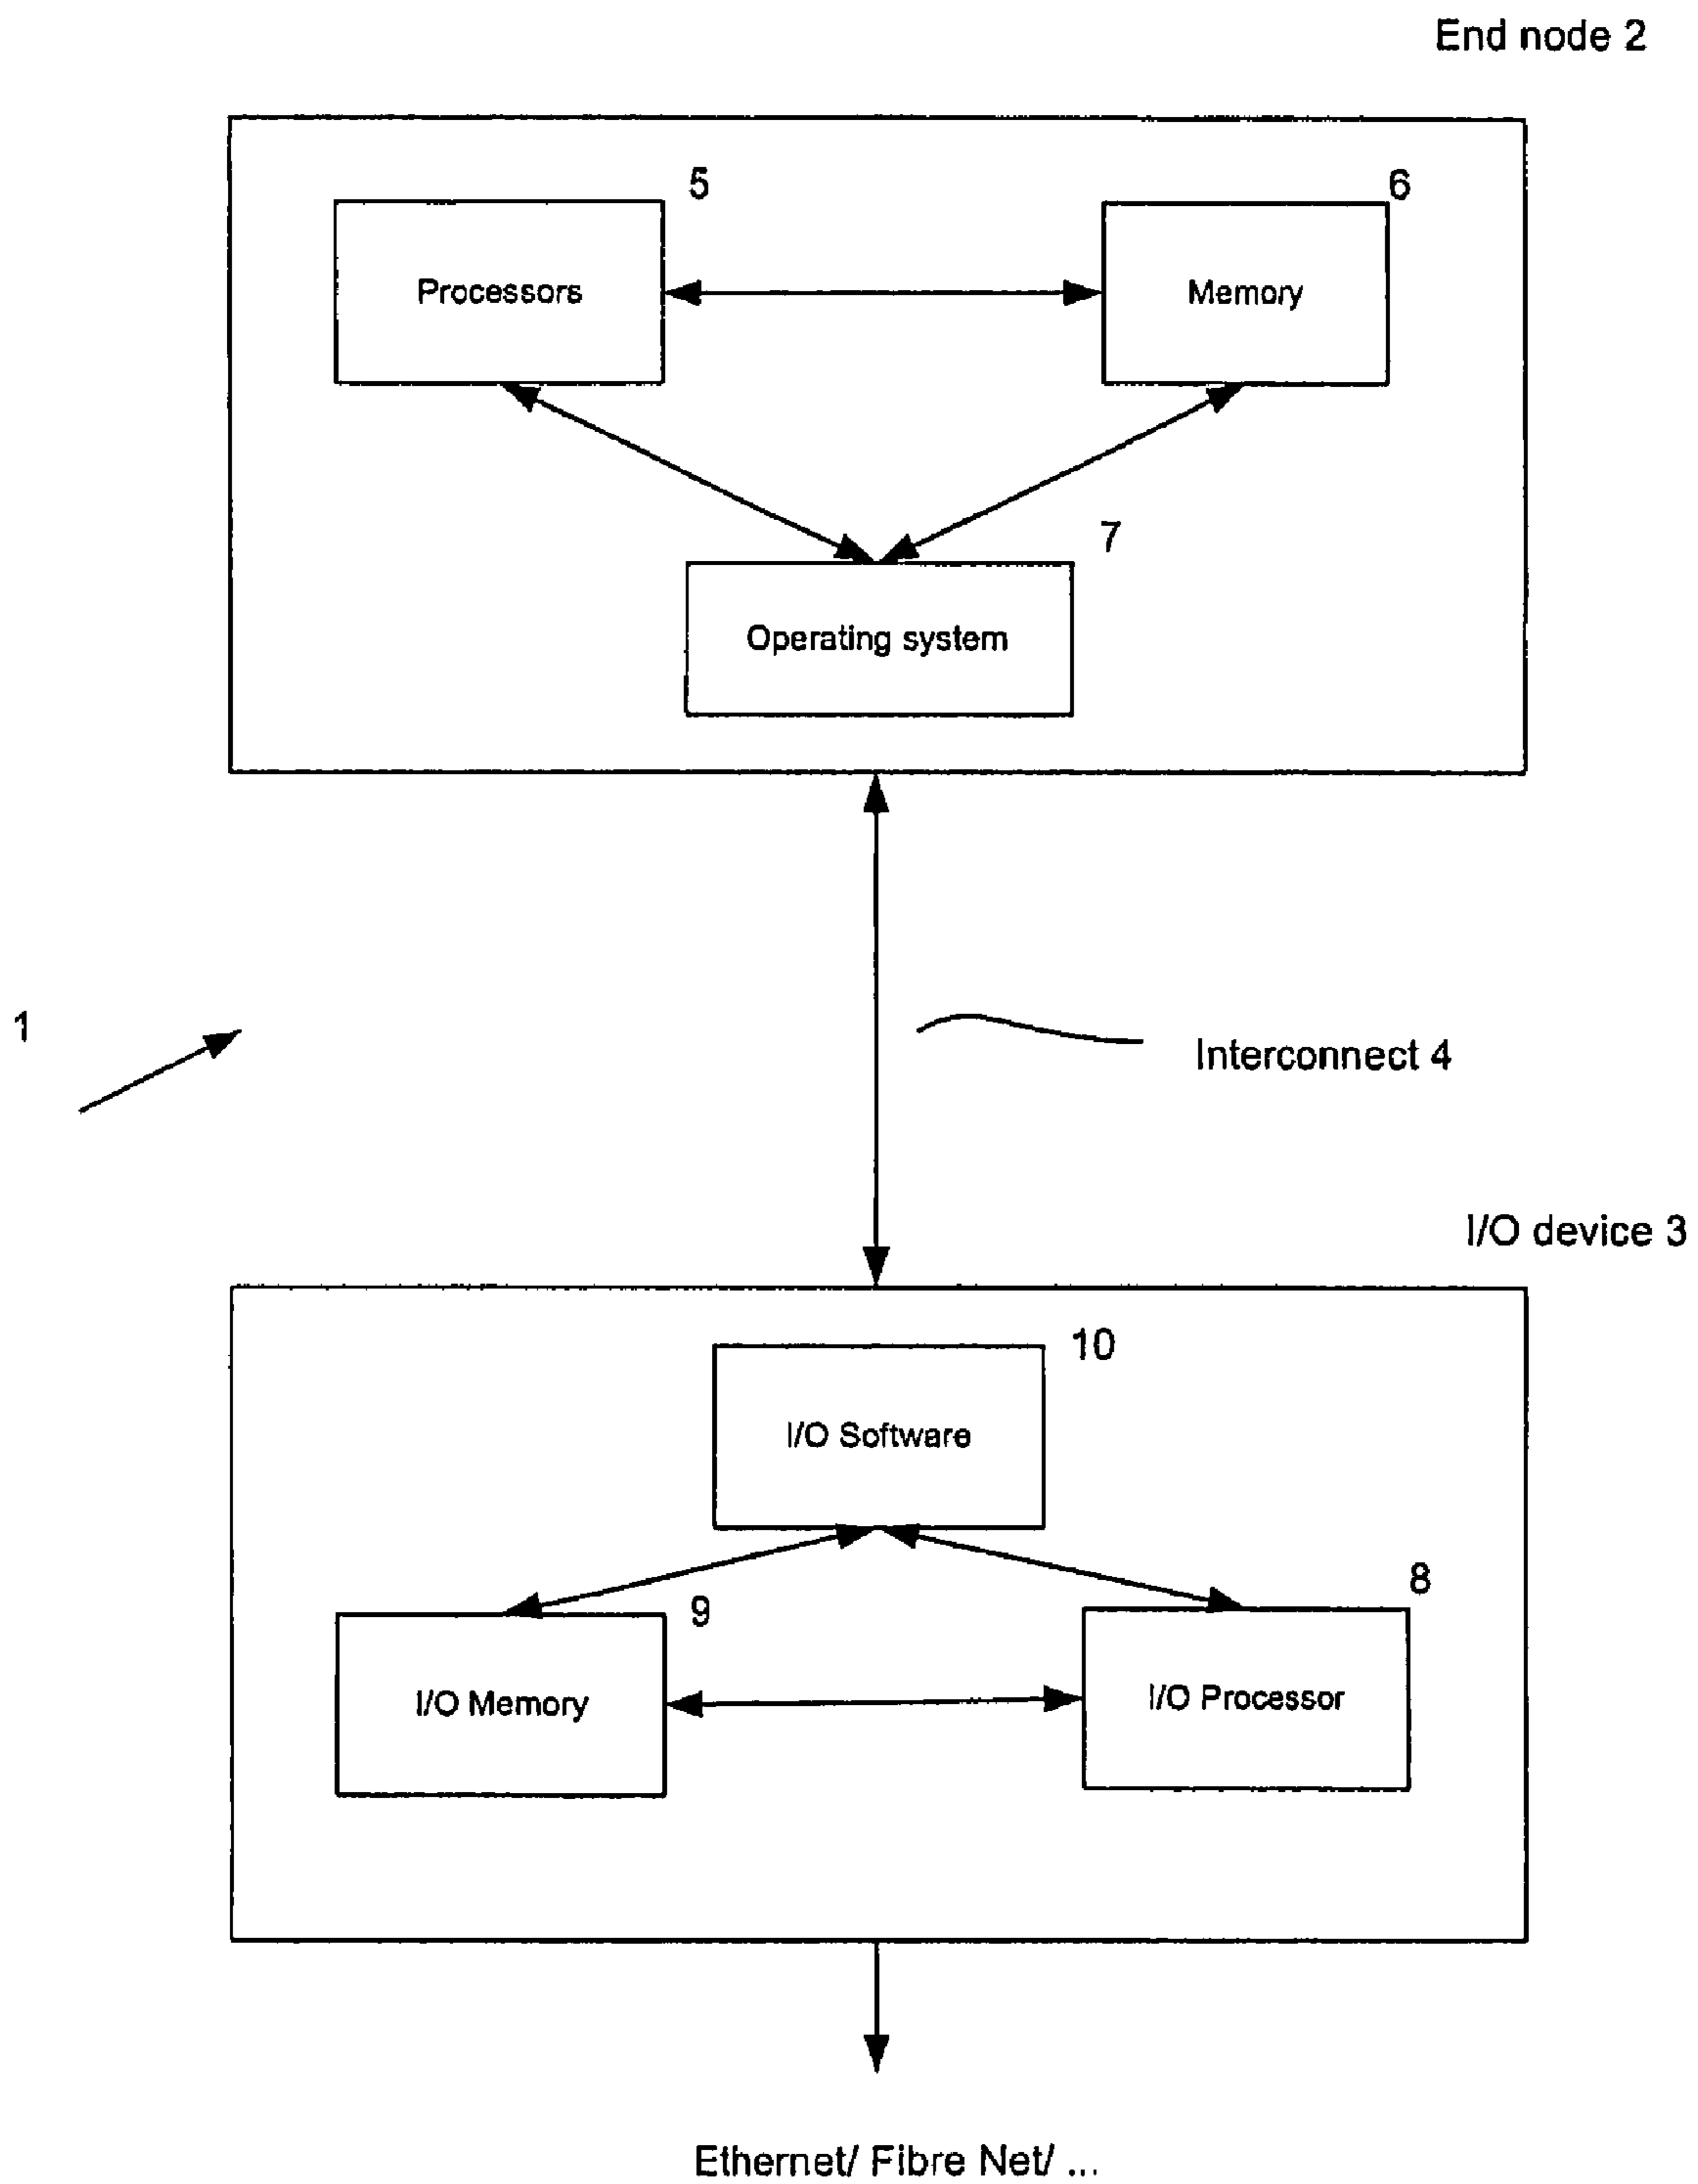 End node 2
5
6
Processors
Memory
7
Operating system
1
Interconnect 4
I/O device 3
10
I/O Software
8
9
I/O Memory
I/O Processor
Ethernet/ Fibre Net/ ...